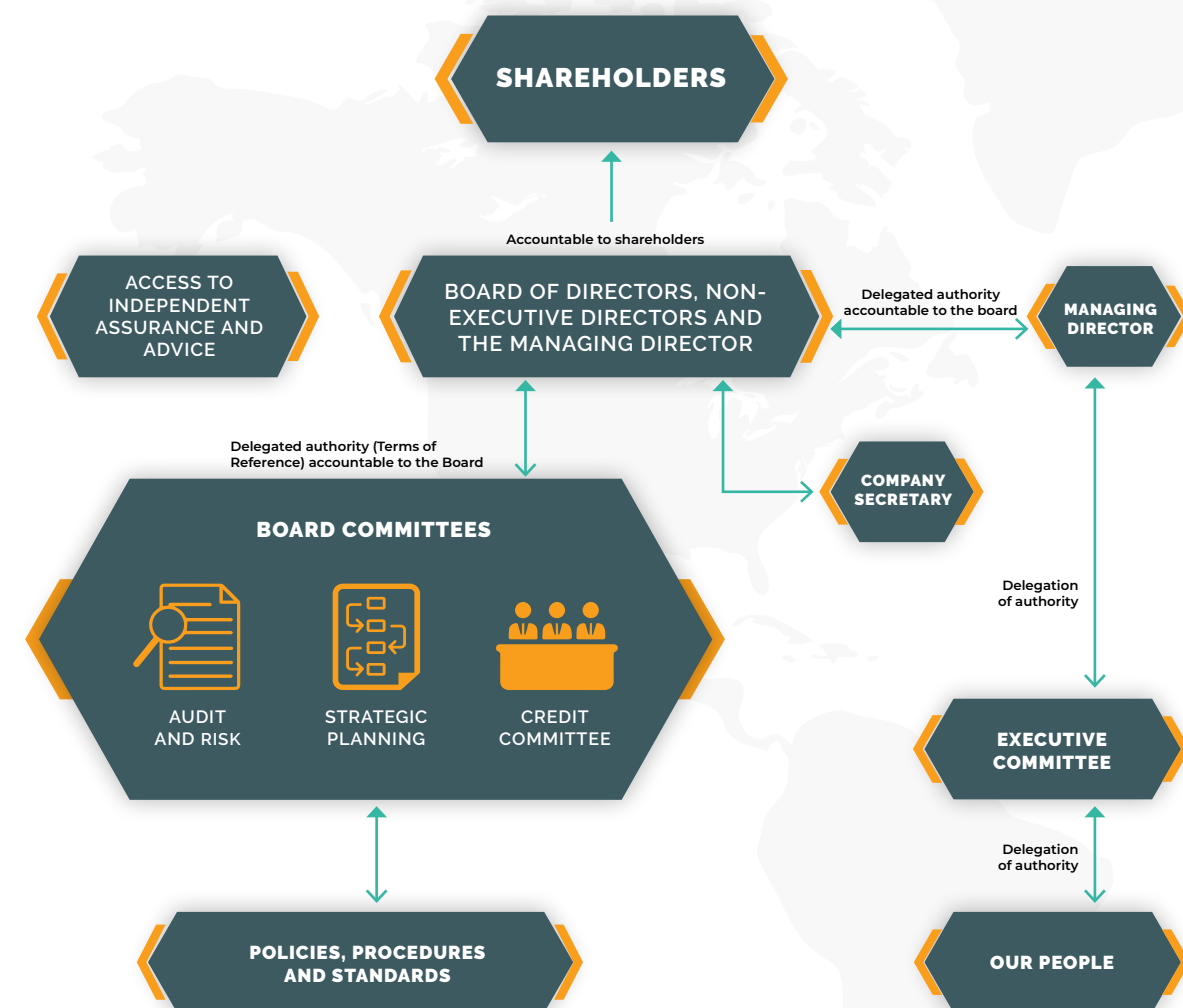 SHAREHOLDERS
Accountable to shareholders
ACCESS TO
INDEPENDENT
ASSURANCE AND
ADVICE
BOARD OF DIRECTORS, NON-
EXECUTIVE DIRECTORS AND
THE MANAGING DIRECTOR
Delegated authority
accountable to the board
MANAGING
DIRECTOR
Delegated authority (Terms of
Reference) accountable to the Board
COMPANY
SECRETARY
BOARD COMMITTEES
AUDIT
AND RISK
STRATEGIC
PLANNING
CREDIT
COMMITTEE
Delegation
of authority
EXECUTIVE
COMMITTEE
Delegation
of authority
POLICIES, PROCEDURES
AND STANDARDS
OUR PEOPLE